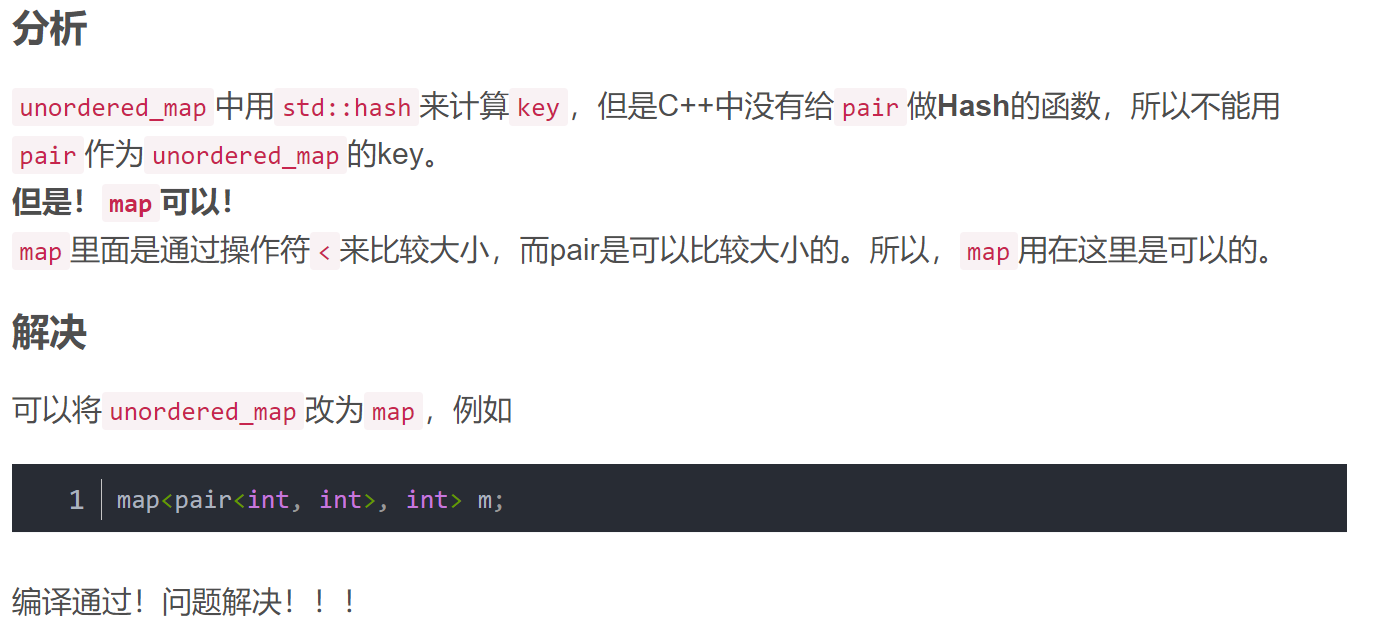 分析
unordered_map中用std::hash来计算key，但是C++中没有给pair做Hash的函数，所以不能用
pair作为unordered_map的key。
但是！map可以！
map里面是通过操作符<来比较大小，而pair是可以比较大小的。所以，map用在这里是可以的。
解决
可以将unordered_map改为map，例如
1 map<pair<int, int>, int> m;
编译通过！问题解决！！！